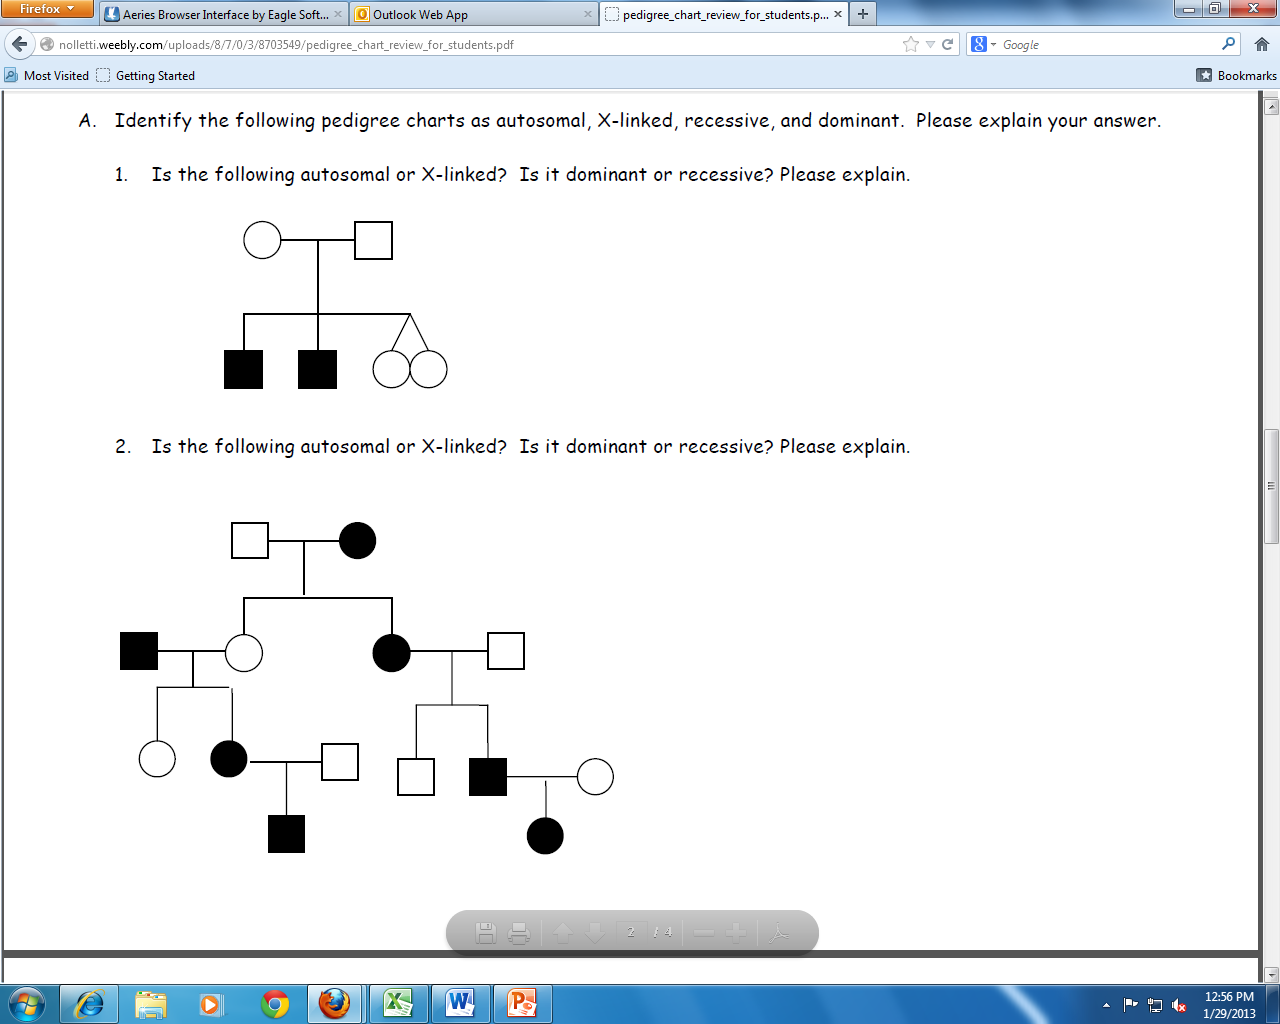 Firefox
Aeries Browser Interface by Eagle Soft...
Outlook Web App
pedigree_chart_review_for_students.p...
nolletti.weebly.com/uploads/8/7/0/3/8703549/pedigree_chart_review_for_students.pdf
Google
Most Visited
Getting Started
Bookmarks
A. Identify the following pedigree charts as autosomal, X-linked, recessive, and dominant. Please explain your answer.
1. Is the following autosomal or X-linked? Is it dominant or recessive? Please explain.
2. Is the following autosomal or X-linked? Is it dominant or recessive? Please explain.
2 / 4
12:56 PM
1/29/2013